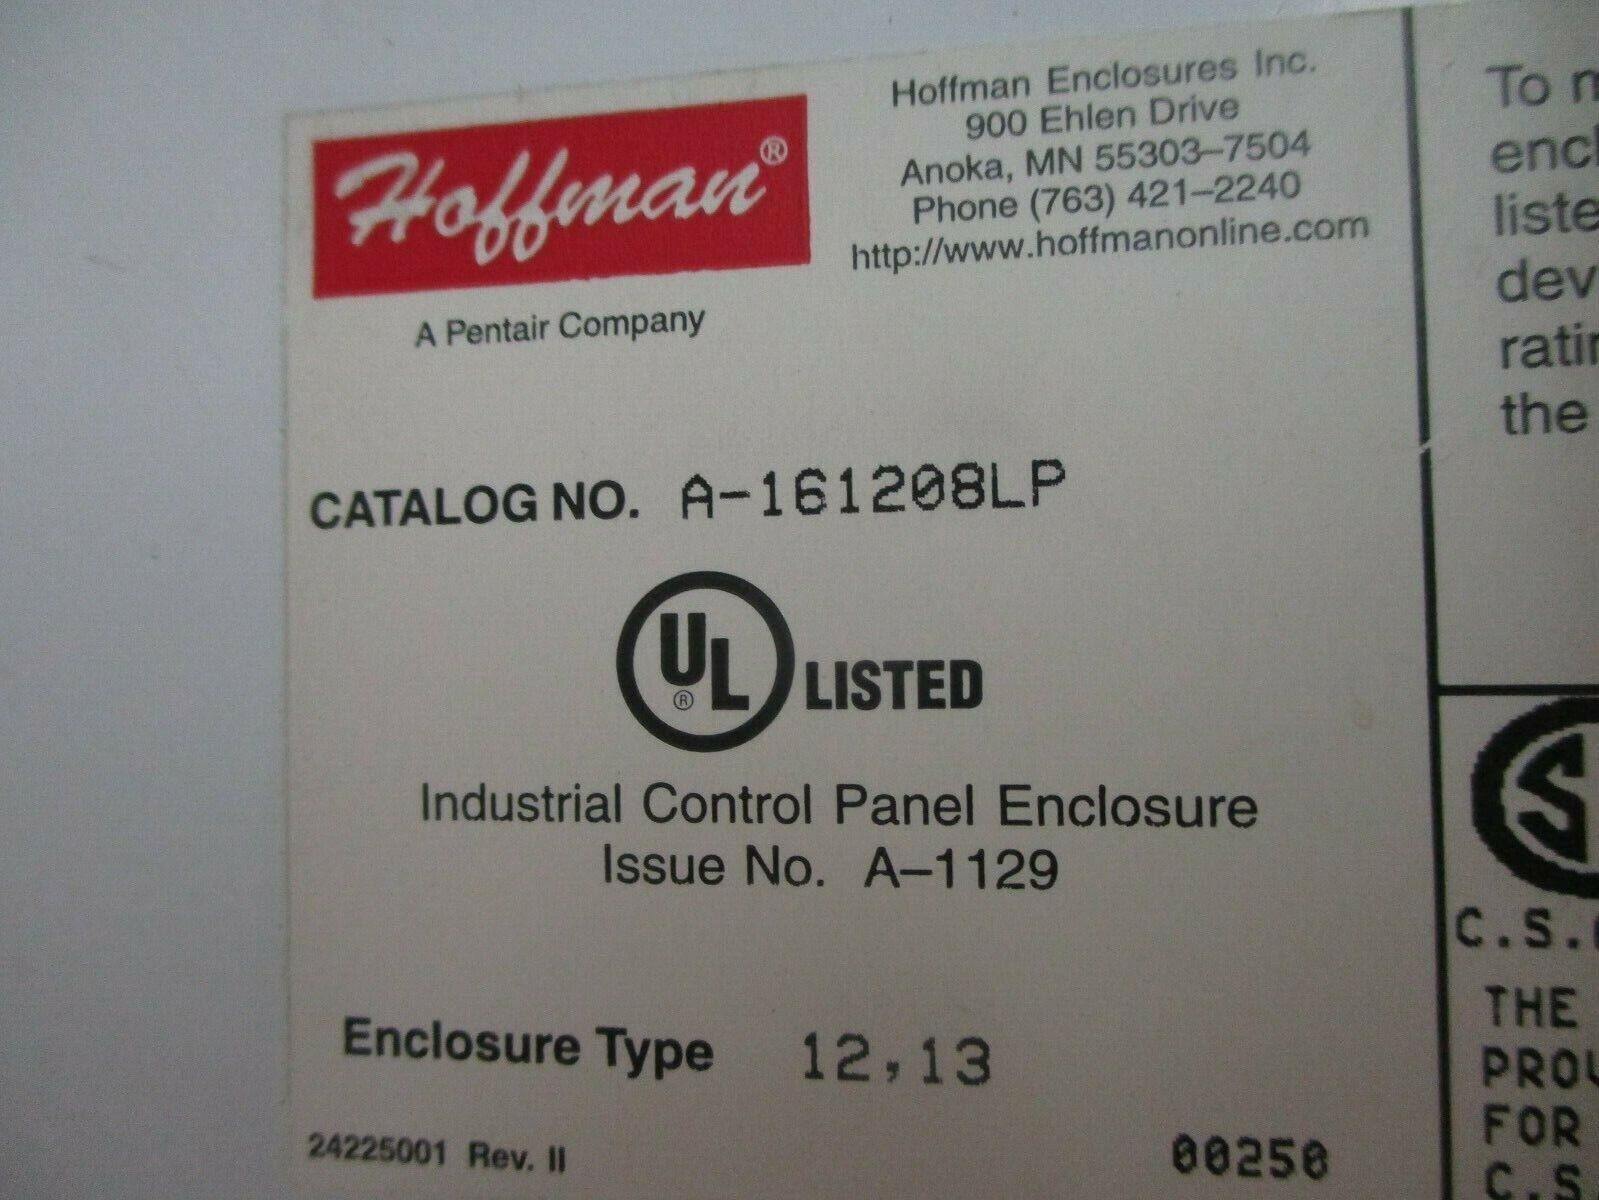 Hoffman®
A Pentair Company
Hoffman Enclosures Inc.
900 Ehlen Drive
Anoka, MN 55303–7504
Phone (763) 421–2240
http://www.hoffmanonline.com
CATALOG NO. A-161208LP
UL® LISTED
Industrial Control Panel Enclosure
Issue No. A–1129
Enclosure Type 12,13
24225001 Rev. II
00250
To
the
C.S.
THE
FOR
C.S